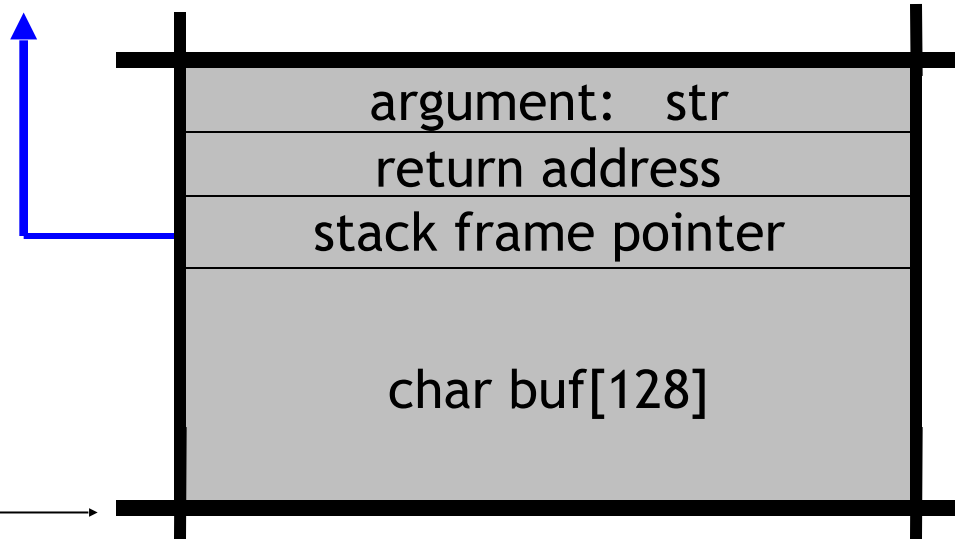 argument: str
return address
stack frame pointer
char buf[128]